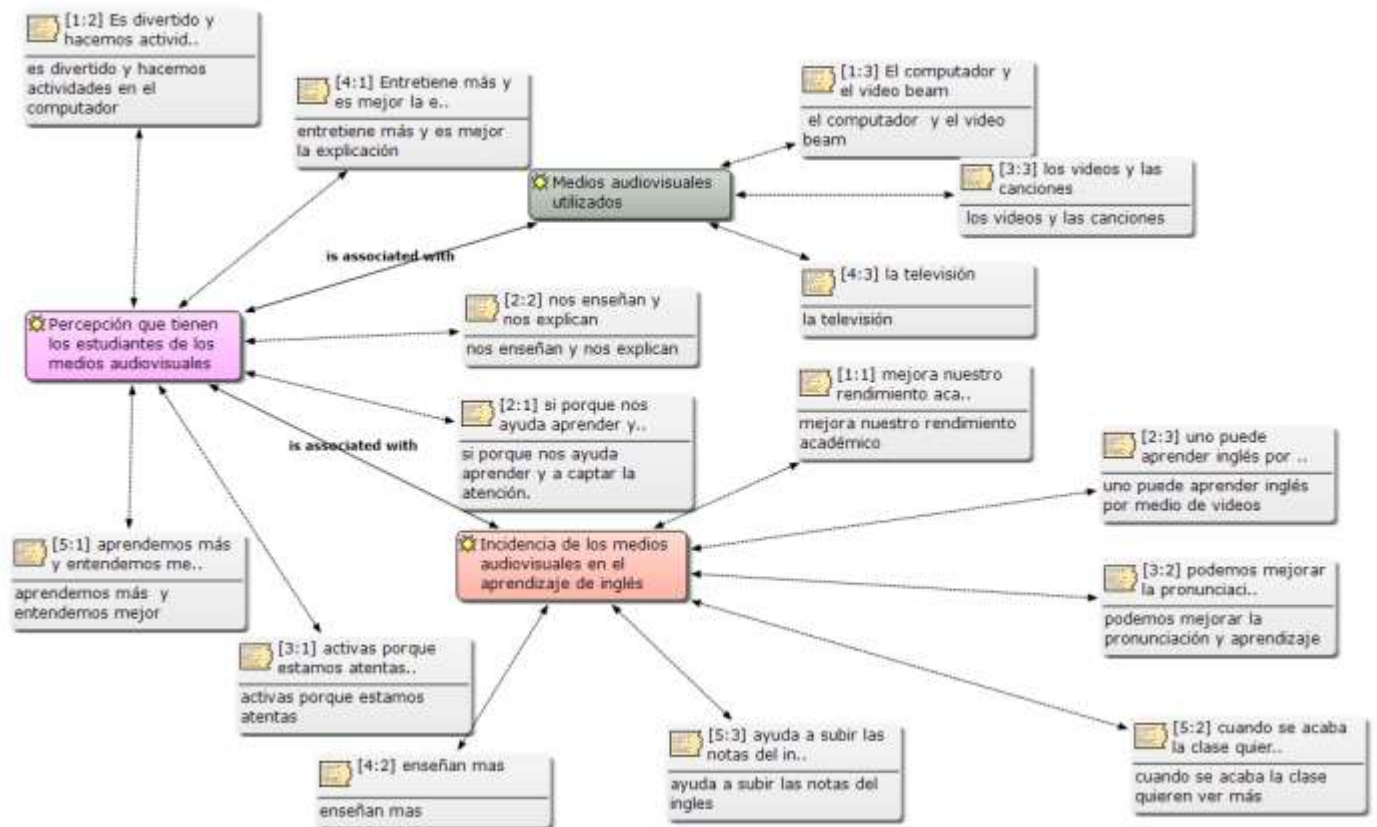 [1:2] Es divertido y
hacemos activid..
es divertido y hacemos
actividades en el
computador
[4:1] Entretiene más y
es mejor la e..
entretiene más y es mejor
la explicación
[1:3] El computador y
el video beam
el computador y el video
beam
Medios audiovisuales
utilizados
[3:3] los videos y las
canciones
los videos y las canciones
is associated with
[4:3] la televisión
la televisión
[2:2] nos enseñan y
nos explican
nos enseñan y nos explican
Percepción que tienen
los estudiantes de los
medios audiovisuales
[1:1] mejora nuestro
rendimiento aca..
mejora nuestro rendimiento
académico
[2:1] si porque nos
ayuda aprender y..
si porque nos ayuda
aprender y a captar la
atención.
is associated with
[2:3] uno puede
aprender inglés por ..
uno puede aprender inglés
por medio de videos
Incidencia de los medios
audiovisuales en el
aprendizaje de inglés
[5:1] aprendemos más
y entendemos me..
aprendemos más y
entendemos mejor
[3:2] podemos mejorar
la pronunciaci..
podemos mejorar la
pronunciación y aprendizaje
[3:1] activas porque
estamos atentas..
activas porque estamos
atentas
[5:3] ayuda a subir las
notas del in..
ayuda a subir las notas del
ingles
[5:2] cuando se acaba
la clase quier..
cuando se acaba la clase
quieren ver más
[4:2] enseñan mas
enseñan mas